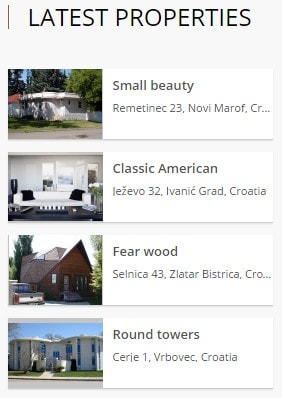 LATEST PROPERTIES
Small beauty
Remetinec 23, Novi Marof, Cr...
Classic American
Ježevo 32, Ivanić Grad, Croatia
Fear wood
Selnica 43, Zlatar Bistrica, Cro...
Round towers
Cerje 1, Vrbovec, Croatia